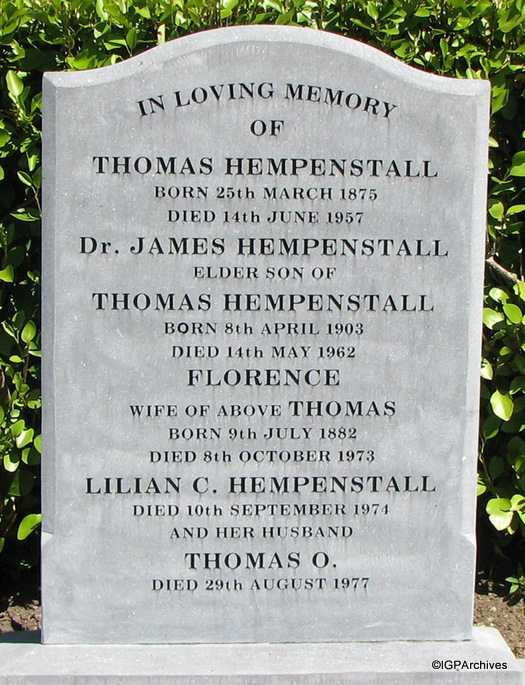 IN LOVING MEMORY
OF
THOMAS HEMPENSTALL
BORN 25th MARCH 1875
DIED 14th JUNE 1957
Dr. JAMES HEMPENSTALL
ELDER SON OF
THOMAS HEMPENSTALL
BORN 8th APRIL 1903
DIED 14th MAY 1962
FLORENCE
WIFE OF ABOVE THOMAS
BORN 9th JULY 1882
DIED 8th OCTOBER 1973
LILIAN C. HEMPENSTALL
DIED 10th SEPTEMBER 1974
AND HER HUSBAND
THOMAS O.
DIED 29th AUGUST 1977
©IGPArchives